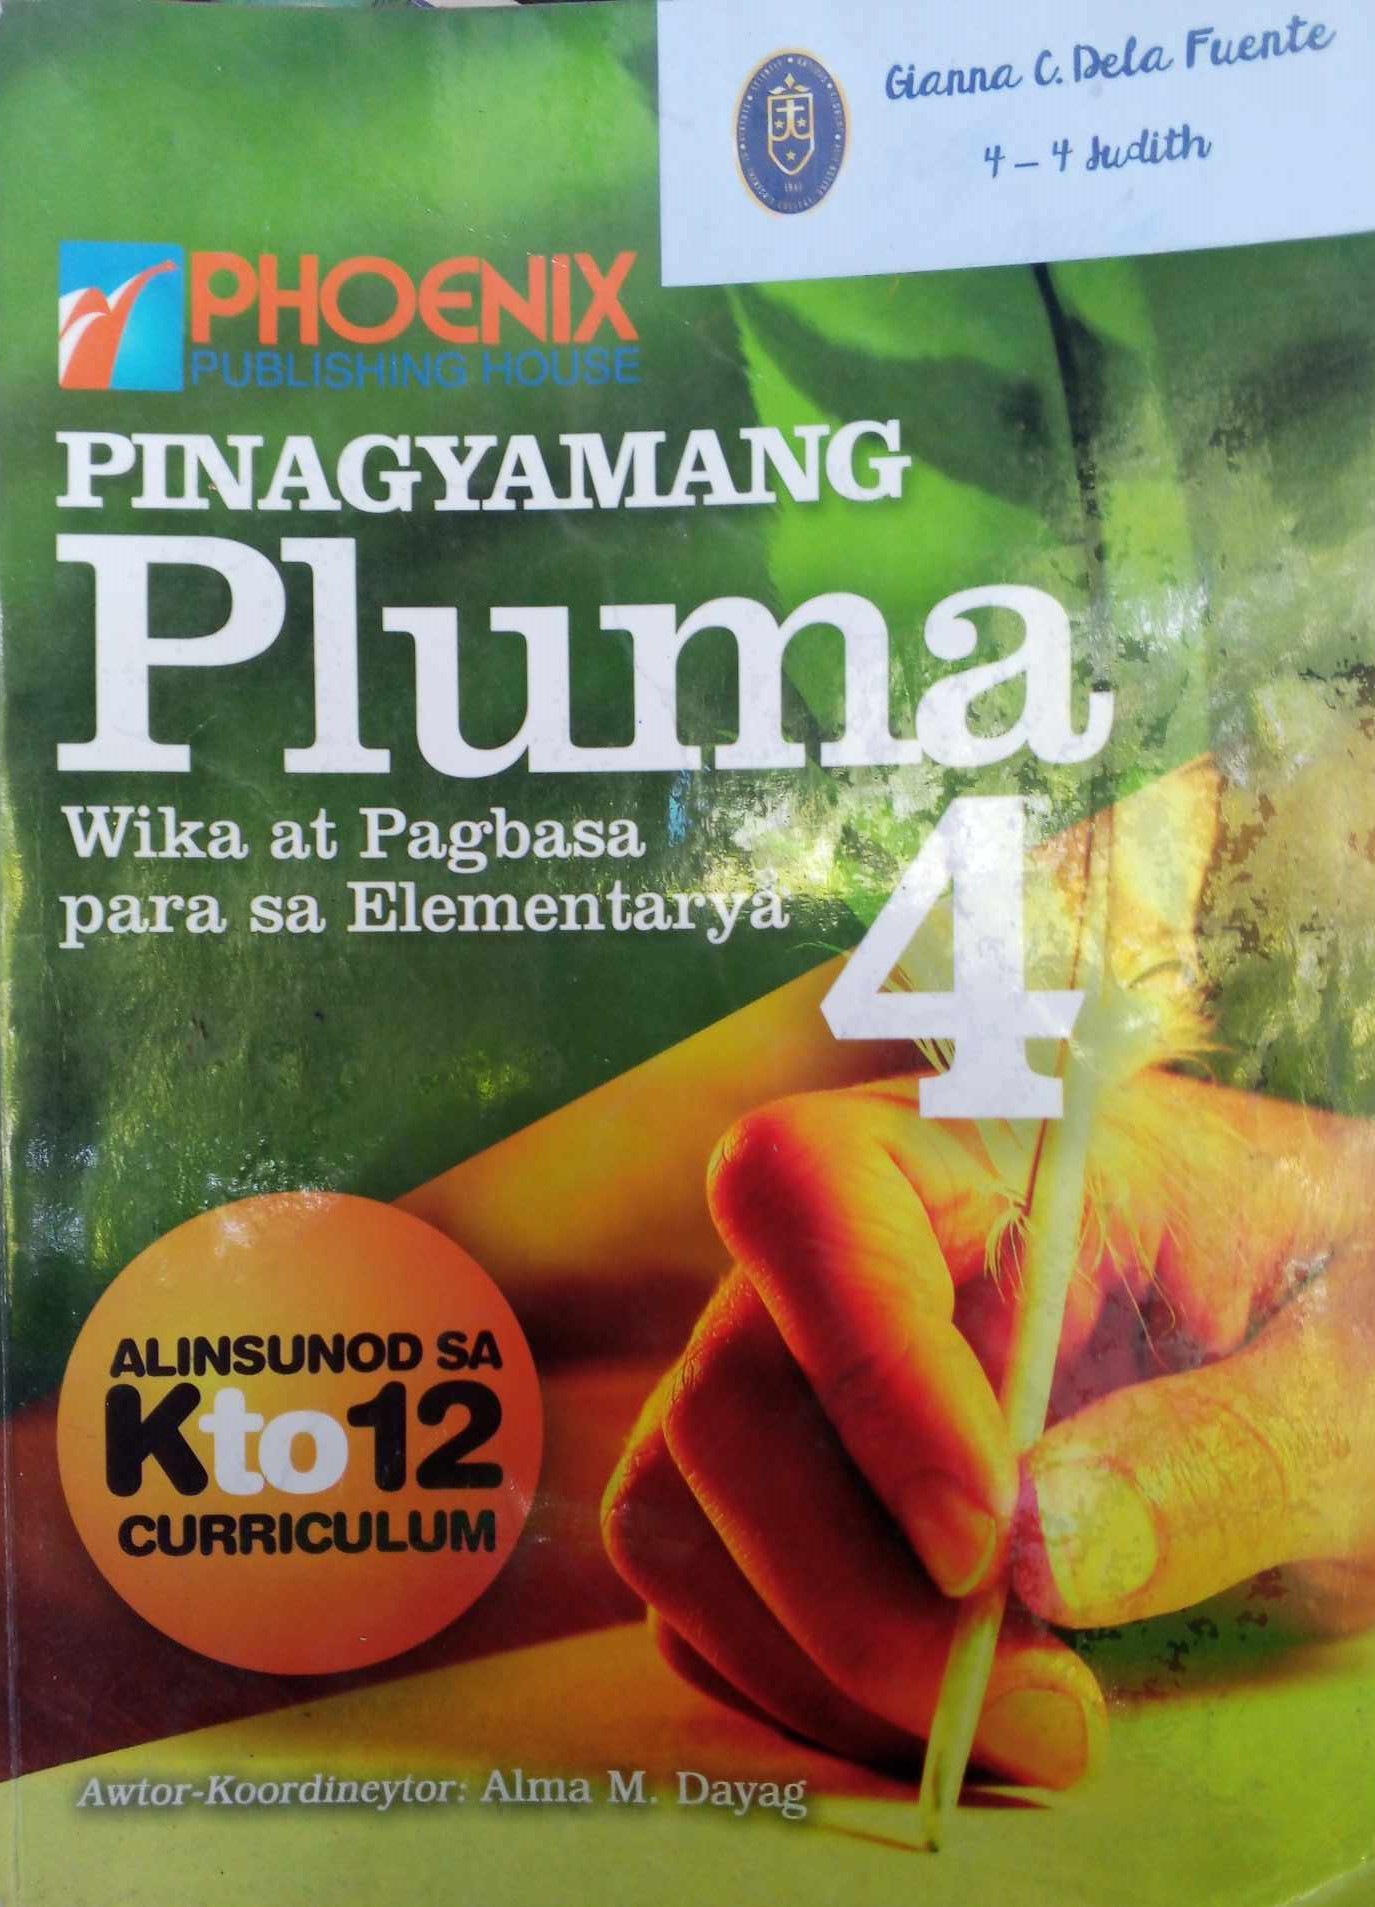 Gianna C. Dela Fuente
4 - 4 Judith
PHOENIX
PUBLISHING HOUSE
PINAGYAMANG
Pluma
4
Wika at Pagbasa
para sa Elementarya
ALINSUNOD SA
Kto12
CURRICULUM
Awtor-Koordineytor: Alma M. Dayag